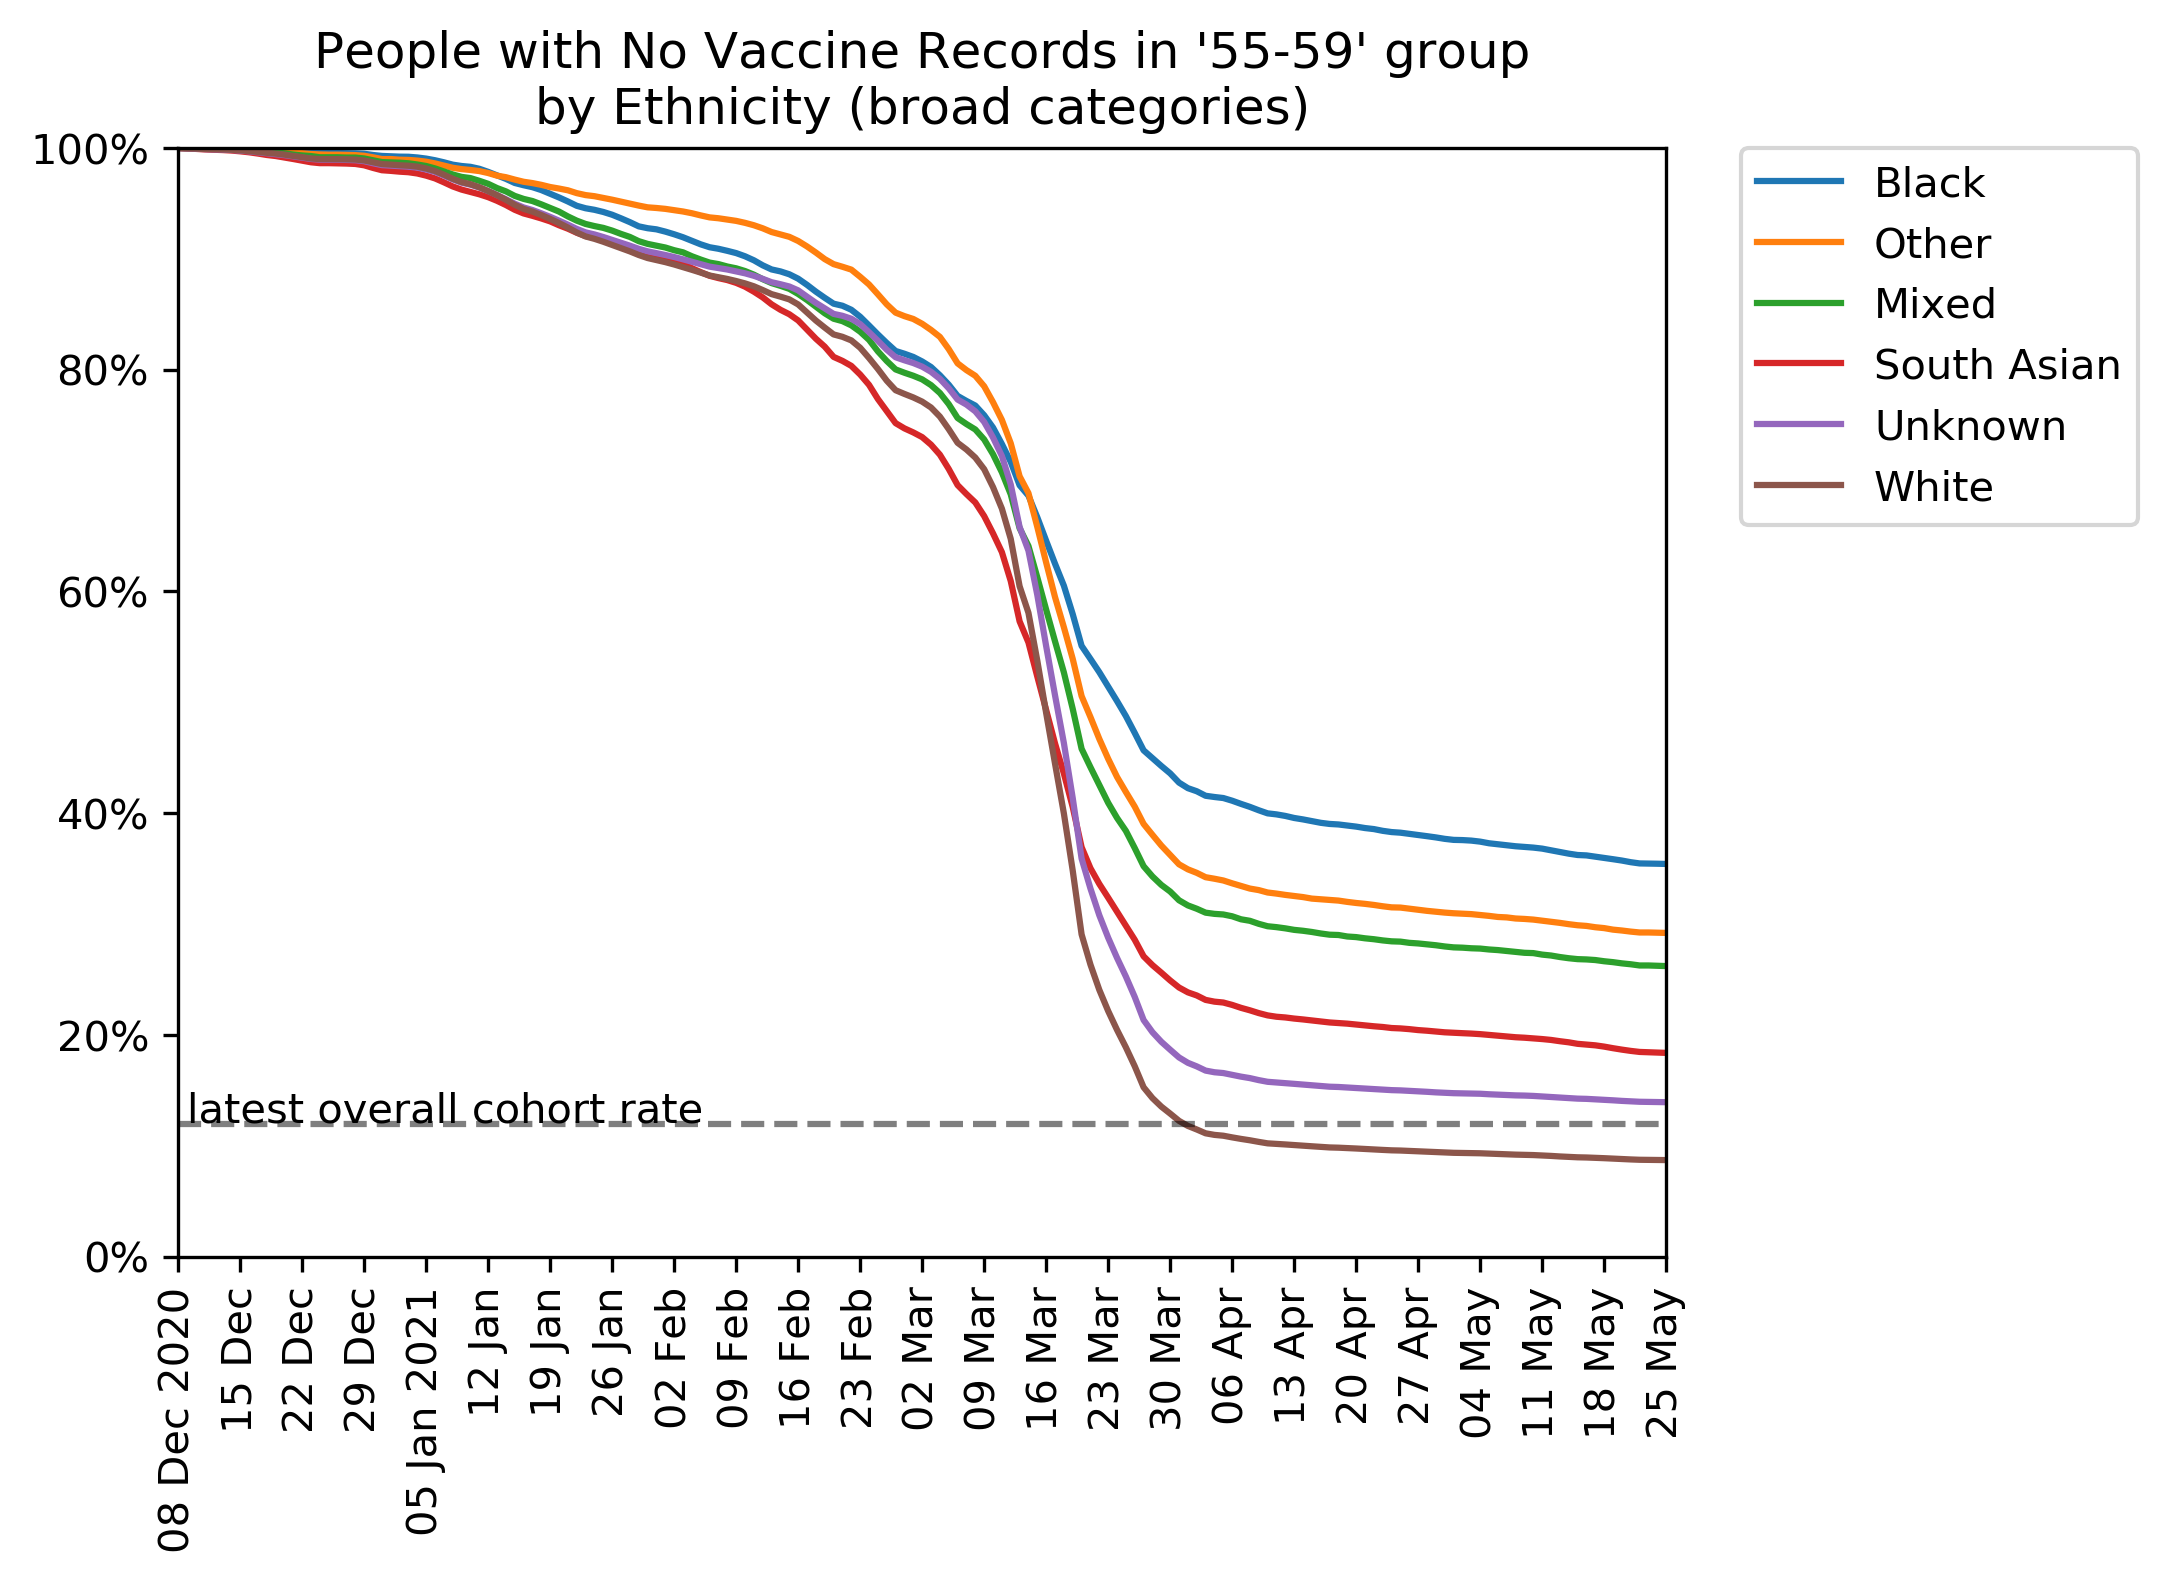 People with No Vaccine Records in '55-59' group
by Ethnicity (broad categories)
100%
80%
60%
40%
20%
0%
latest overall cohort rate
08 Dec 2020
15 Dec
22 Dec
29 Dec
05 Jan 2021
12 Jan
19 Jan
26 Jan
02 Feb
09 Feb
16 Feb
23 Feb
02 Mar
09 Mar
16 Mar
23 Mar
30 Mar
06 Apr
13 Apr
20 Apr
27 Apr
04 May
11 May
18 May
25 May
Black
Other
Mixed
South Asian
Unknown
White